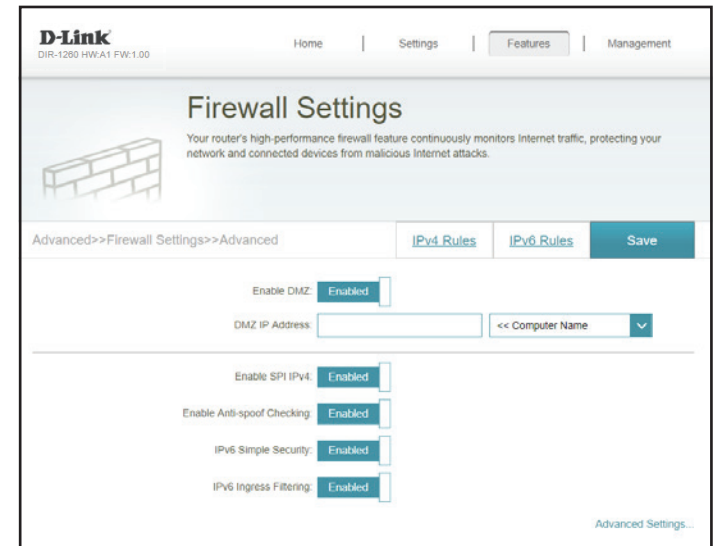 D-Link
DIR-1260 HW:A1 FW:1.00
Home | Settings | Features | Management
Firewall Settings
Your router's high-performance firewall feature continuously monitors Internet traffic, protecting your
network and connected devices from malicious Internet attacks.
Advanced>>Firewall Settings>>Advanced
IPv4 Rules
IPv6 Rules
Save
Enable DMZ: Enabled
DMZ IP Address: << Computer Name
Enable SPI IPv4: Enabled
Enable Anti-spoof Checking: Enabled
IPv6 Simple Security: Enabled
IPv6 Ingress Filtering: Enabled
Advanced Settings...